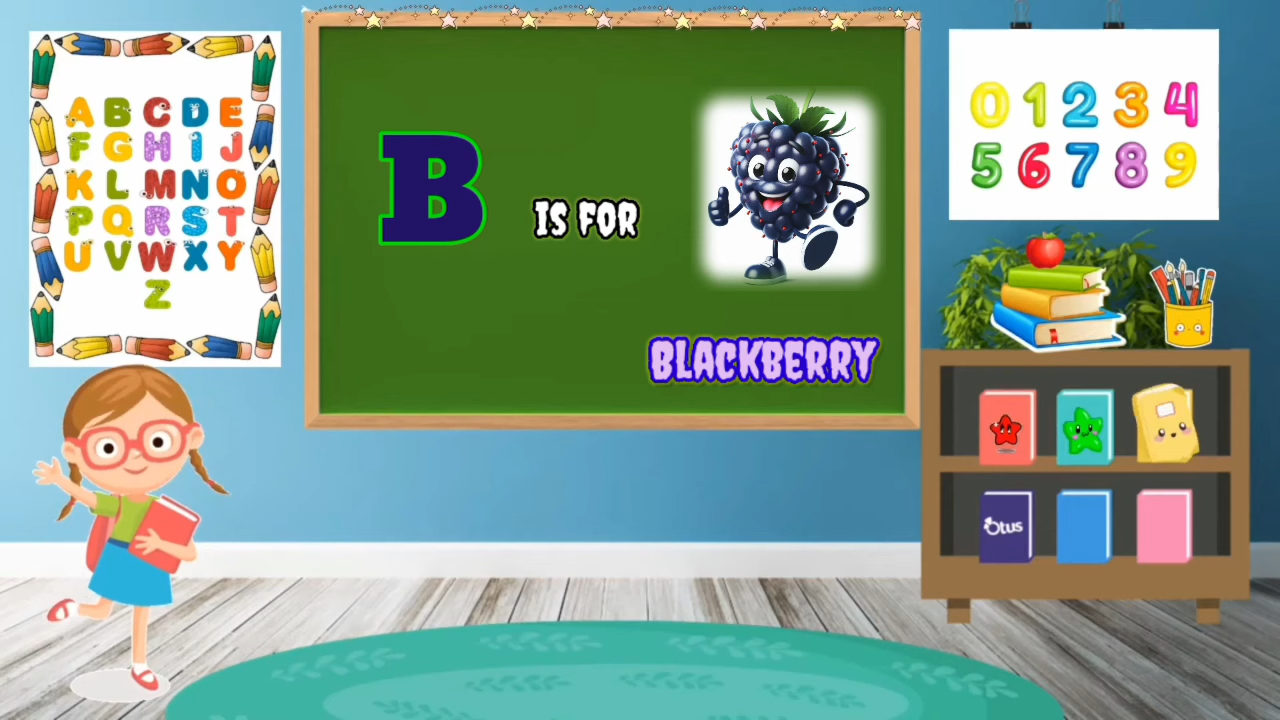 A B C D E
F G H I J
K L M N O
P Q R S T
U V W X Y
Z
B IS FOR
BLACKBERRY
0 1 2 3 4
5 6 7 8 9
Otus